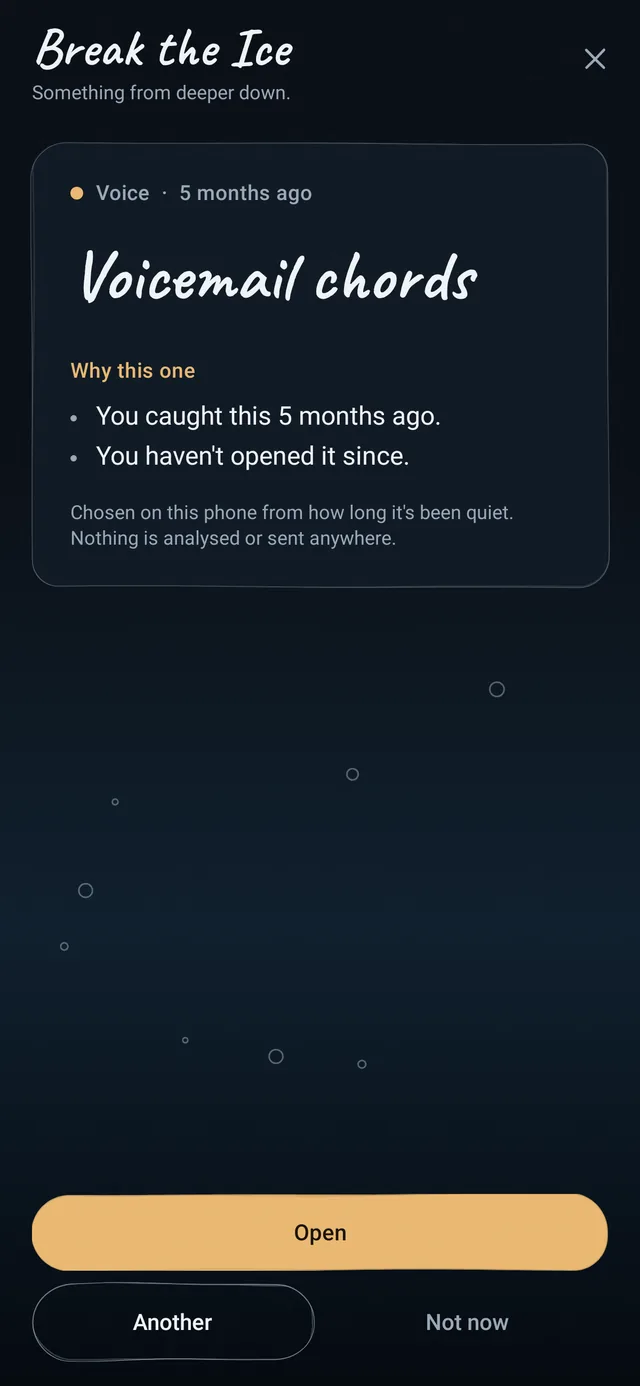 Break the Ice
Something from deeper down.
Voice · 5 months ago
Voicemail chords
Why this one
• You caught this 5 months ago.
• You haven't opened it since.
Chosen on this phone from how long it's been quiet.
Nothing is analysed or sent anywhere.
Open
Another
Not now